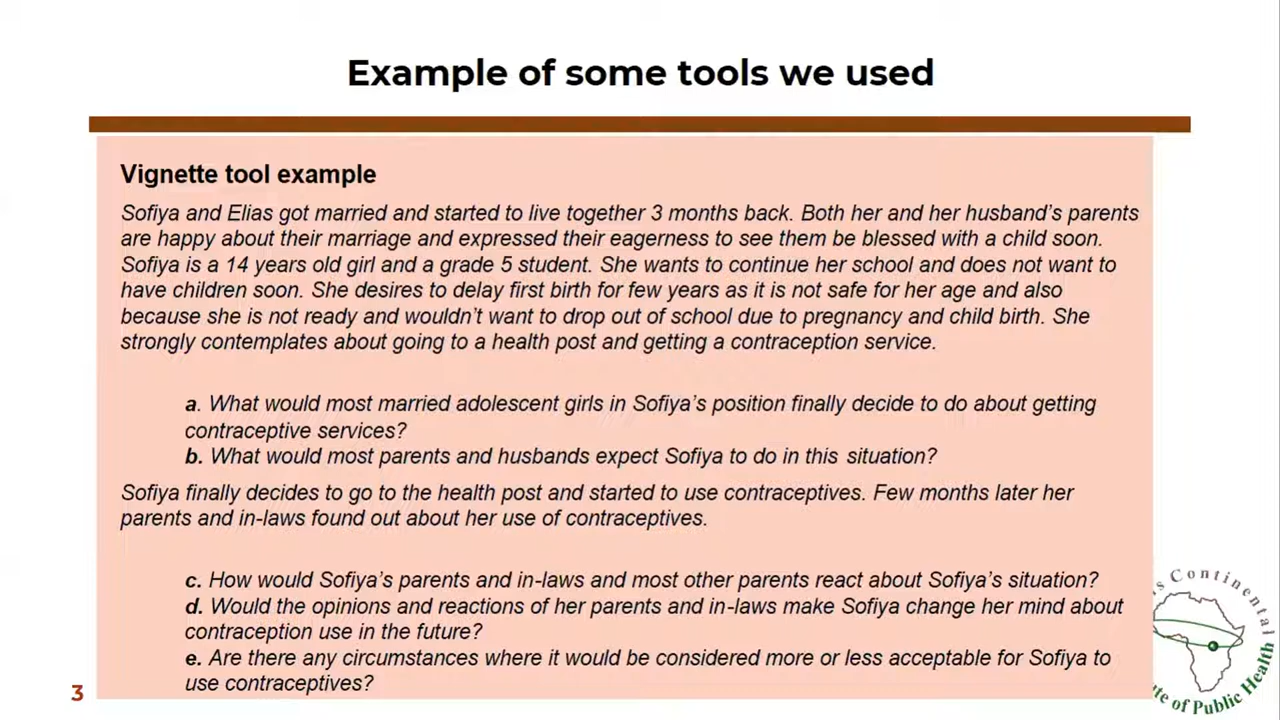 Example of some tools we used
Vignette tool example
Sofiya and Elias got married and started to live together 3 months back. Both her and her husband's parents
are happy about their marriage and expressed their eagerness to see them be blessed with a child soon.
Sofiya is a 14 years old girl and a grade 5 student. She wants to continue her school and does not want to
have children soon. She desires to delay first birth for few years as it is not safe for her age and also
because she is not ready and wouldn't want to drop out of school due to pregnancy and child birth. She
strongly contemplates about going to a health post and getting a contraception service.
a. What would most married adolescent girls in Sofiya's position finally decide to do about getting
contraceptive services?
b. What would most parents and husbands expect Sofiya to do in this situation?
Sofiya finally decides to go to the health post and started to use contraceptives. Few months later her
parents and in-laws found out about her use of contraceptives.
c. How would Sofiya's parents and in-laws and most other parents react about Sofiya's situation?
d. Would the opinions and reactions of her parents and in-laws make Sofiya change her mind about
contraception use in the future?
e. Are there any circumstances where it would be considered more or less acceptable for Sofiya to
use contraceptives?
3
Continental
of Public Health